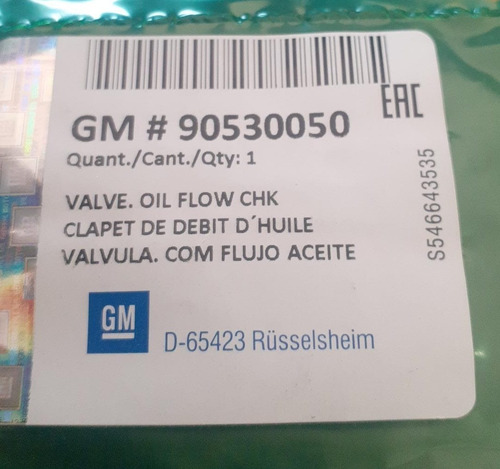 EAC
GM # 90530050
Quant./Cant./Qty: 1
VALVE. OIL FLOW CHK
CLAPET DE DEBIT D´HUILE
VALVULA. COM FLUJO ACEITE
S546643535
GM
D-65423 Rüsselsheim